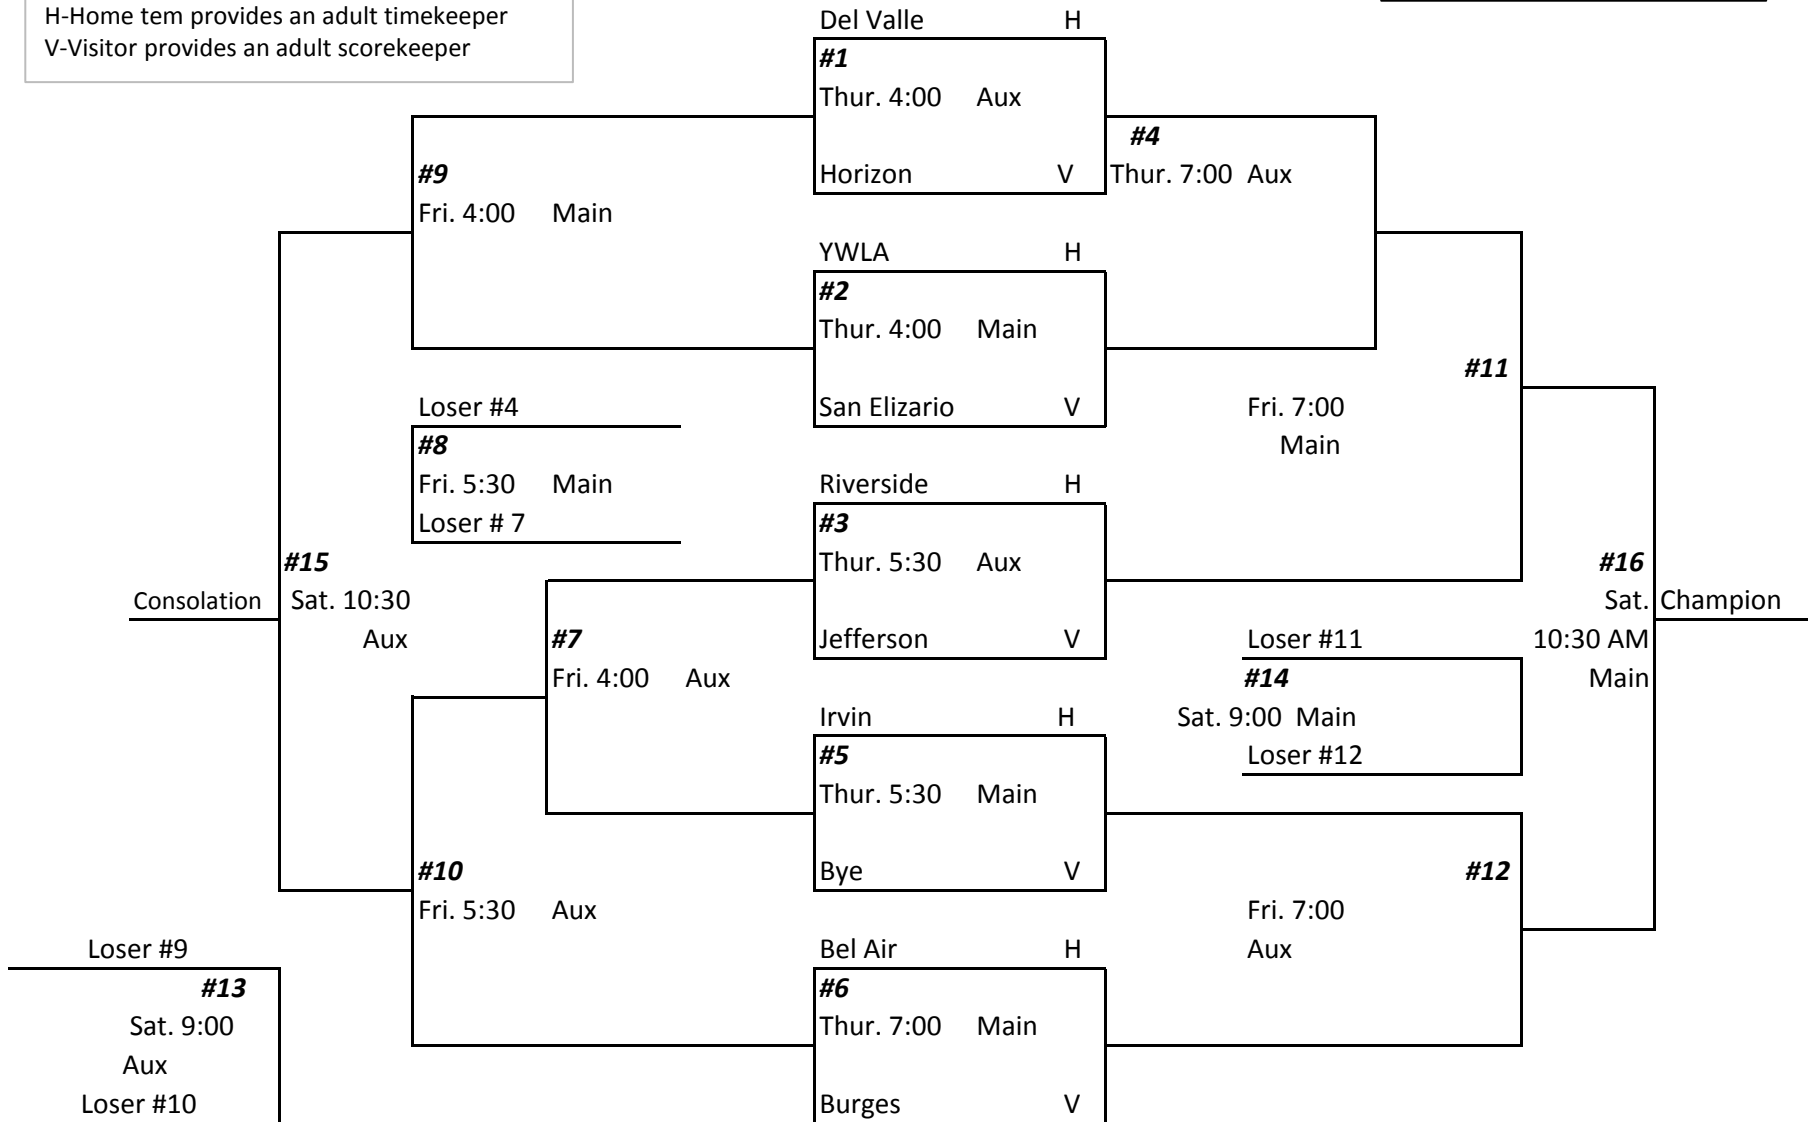 H-Home tem provides an adult timekeeper
V-Visitor provides an adult scorekeeper
Del Valle H
#1
Thur. 4:00 Aux
#4
#9
Horizon V
Thur. 7:00 Aux
Fri. 4:00 Main
YWLA H
#2
Thur. 4:00 Main
#11
Loser #4
San Elizario V
Fri. 7:00
#8
Main
Fri. 5:30 Main
Riverside H
Loser # 7
#3
#15
Thur. 5:30 Aux
#16
Consolation
Sat. 10:30
Sat.
Champion
Aux
#7
Jefferson V
Loser #11
10:30 AM
Fri. 4:00 Aux
#14
Main
Irvin H
Sat. 9:00 Main
#5
Loser #12
Thur. 5:30 Main
#10
Bye V
#12
Fri. 5:30 Aux
Fri. 7:00
Loser #9
Bel Air H
Aux
#13
#6
Sat. 9:00
Thur. 7:00 Main
Aux
Loser #10
Burges V